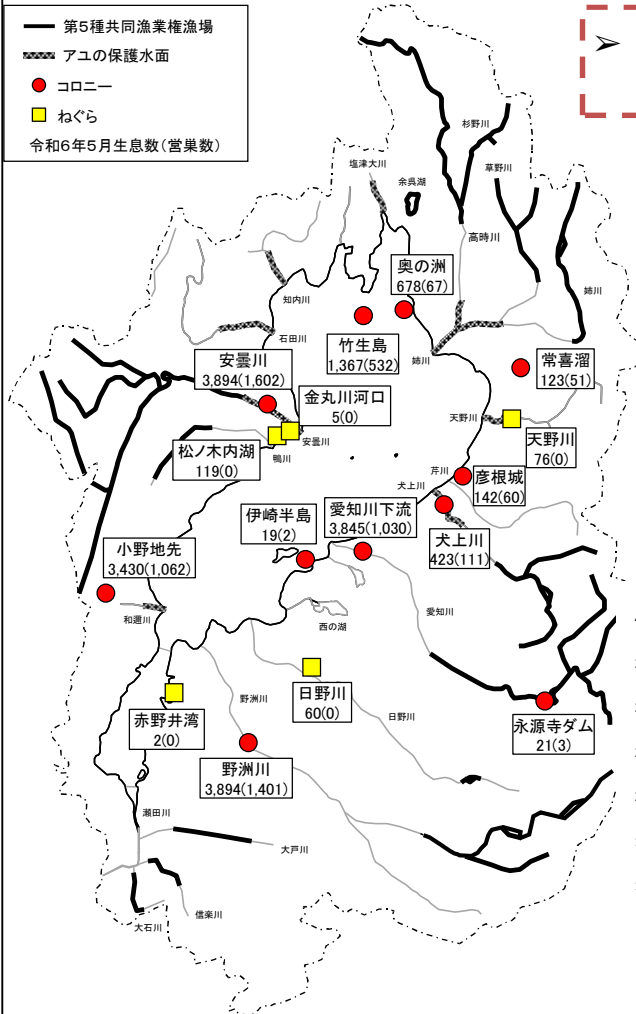 第5種共同漁業権漁場
アユの保護水面
コロニー
ねぐら
令和6年5月生息数(営巣数)
杉野川
塩津大川
余呉湖
草野川
高時川
奥の洲
678(67)
知内川
姉川
石田川
竹生島
1,367(532)
姉川
安曇川
3,894(1,602)
常喜溜
123(51)
金丸川河口
5(0)
天野川
安曇川
天野川
76(0)
松ノ木内湖
119(0)
鴨川
芹川
犬上川
彦根城
142(60)
伊崎半島
19(2)
愛知川下流
3,845(1,030)
犬上川
423(111)
小野地先
3,430(1,062)
和邇川
西の湖
愛知川
野洲川
日野川
60(0)
赤野井湾
2(0)
日野川
永源寺ダム
21(3)
野洲川
3,894(1,401)
瀬田川
大戸川
信楽川
大石川